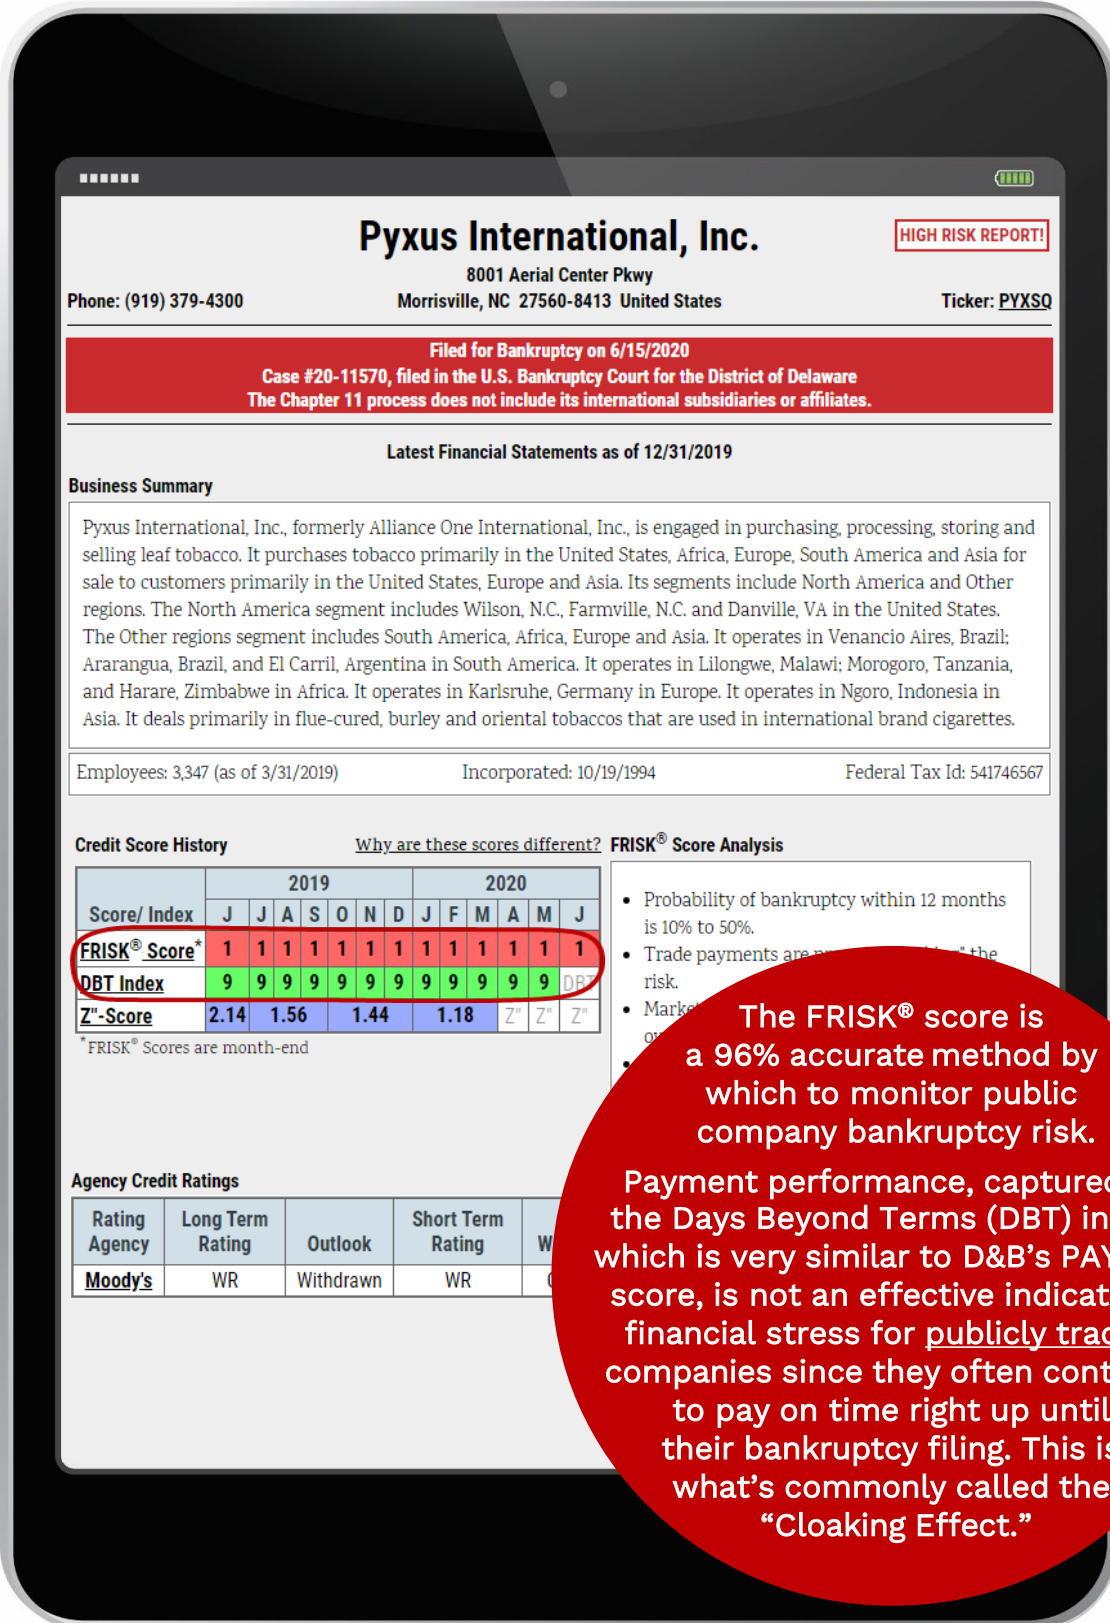 Pyxus International, Inc.
HIGH RISK REPORT!
8001 Aerial Center Pkwy
Phone: (919) 379-4300
Morrisville, NC 27560-8413 United States
Ticker: PYXSQ
Filed for Bankruptcy on 6/15/2020
Case #20-11570, filed in the U.S. Bankruptcy Court for the District of Delaware
The Chapter 11 process does not include its international subsidiaries or affiliates.
Latest Financial Statements as of 12/31/2019
Business Summary
Pyxus International, Inc., formerly Alliance One International, Inc., is engaged in purchasing, processing, storing and
selling leaf tobacco. It purchases tobacco primarily in the United States, Africa, Europe, South America and Asia for
sale to customers primarily in the United States, Europe and Asia. Its segments include North America and Other
regions. The North America segment includes Wilson, N.C., Farmville, N.C. and Danville, VA in the United States.
The Other regions segment includes South America, Africa, Europe and Asia. It operates in Venancio Aires, Brazil;
Ararangua, Brazil, and El Carril, Argentina in South America. It operates in Lilongwe, Malawi; Morogoro, Tanzania,
and Harare, Zimbabwe in Africa. It operates in Karlsruhe, Germany in Europe. It operates in Ngoro, Indonesia in
Asia. It deals primarily in flue-cured, burley and oriental tobaccos that are used in international brand cigarettes.
Employees: 3,347 (as of 3/31/2019) Incorporated: 10/19/1994 Federal Tax Id: 541746567
Credit Score History Why are these scores different?
2019 2020
Score/ Index J J A S O N D J F M A M J
FRISK® Score* 1 1 1 1 1 1 1 1 1 1 1 1 1
DBT Index 9 9 9 9 9 9 9 9 9 9 9 9 DBT
Z"-Score 2.14 1.56 1.44 1.18 Z" Z" Z"
*FRISK® Scores are month-end
FRISK® Score Analysis
• Probability of bankruptcy within 12 months
is 10% to 50%.
• Trade payments are the
risk.
•
Agency Credit Ratings
Rating Agency Long Term Rating Outlook Short Term Rating
Moody's WR Withdrawn WR
The FRISK® score is
a 96% accurate method by
which to monitor public
company bankruptcy risk.
Payment performance, captured
the Days Beyond Terms (DBT)
which is very similar to D&B's
score, is not an effective
financial stress for publicly
companies since they often
to pay on time right up until
their bankruptcy filing. This is
what's commonly called the
“Cloaking Effect.”